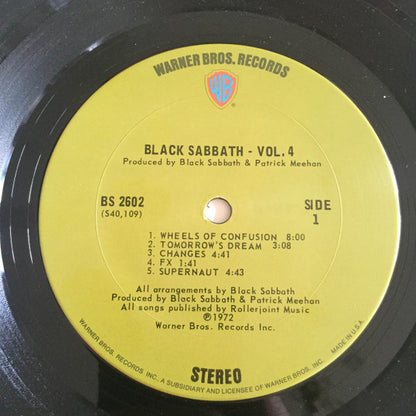 WARNER BROS. RECORDS
WB
BLACK SABBATH - VOL. 4
Produced by Black Sabbath & Patrick Meehan
BS 2602
(S40,109)
SIDE
1
1. WHEELS OF CONFUSION 8:00
2. TOMORROW'S DREAM 3:08
3. CHANGES 4:41
4. FX 1:41
5. SUPERNAUT 4:43
All arrangements by Black Sabbath
Produced by Black Sabbath & Patrick Meehan
All songs published by Rollerjoint Music
℗1972
Warner Bros. Records Inc.
STEREO
WARNER BROS. RECORDS INC., A SUBSIDIARY AND LICENSEE OF WARNER BROS. INC.
MADE IN U.S.A.